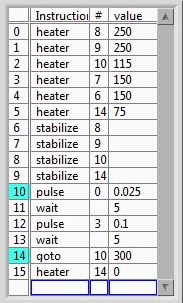 Instruction # value
0 heater 8 250
1 heater 9 250
2 heater 10 115
3 heater 7 150
4 heater 6 150
5 heater 14 75
6 stabilize 8
7 stabilize 9
8 stabilize 10
9 stabilize 14
10 pulse 0 0.025
11 wait 5
12 pulse 3 0.1
13 wait 5
14 goto 10 300
15 heater 14 0